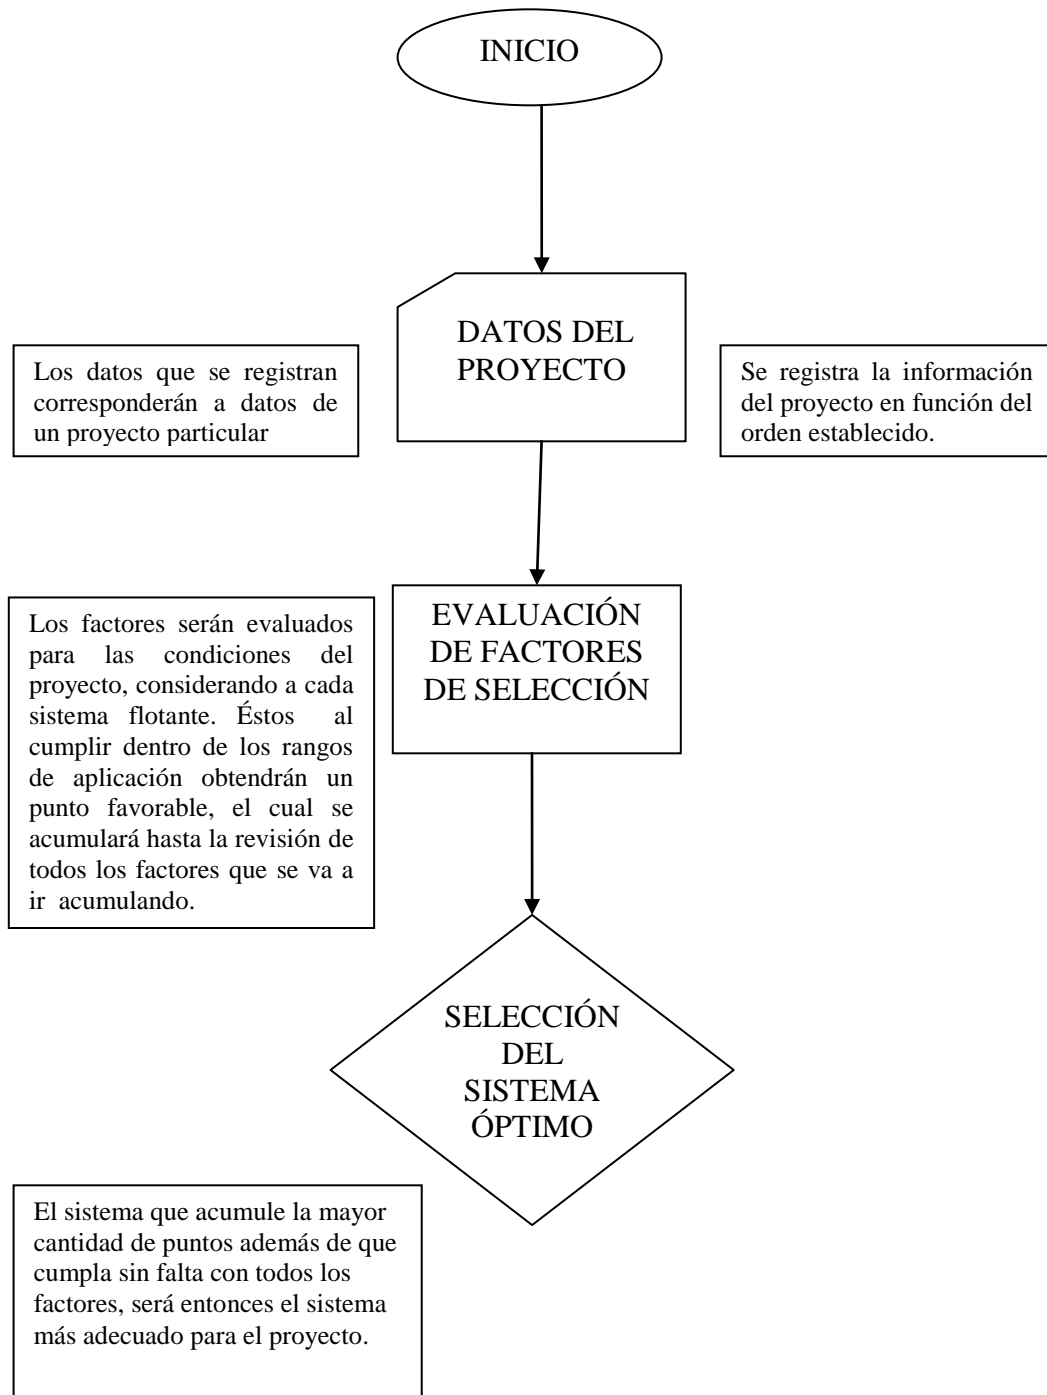 INICIO
DATOS DEL
PROYECTO
Los datos que se registran
corresponderán a datos de
un proyecto particular
Se registra la información
del proyecto en función del
orden establecido.
EVALUACIÓN
DE FACTORES
DE SELECCIÓN
Los factores serán evaluados
para las condiciones del
proyecto, considerando a cada
sistema flotante. Éstos al
cumplir dentro de los rangos
de aplicación obtendrán un
punto favorable, el cual se
acumulará hasta la revisión de
todos los factores que se va a
ir acumulando.
SELECCIÓN
DEL
SISTEMA
ÓPTIMO
El sistema que acumule la mayor
cantidad de puntos además de que
cumpla sin falta con todos los
factores, será entonces el sistema
más adecuado para el proyecto.